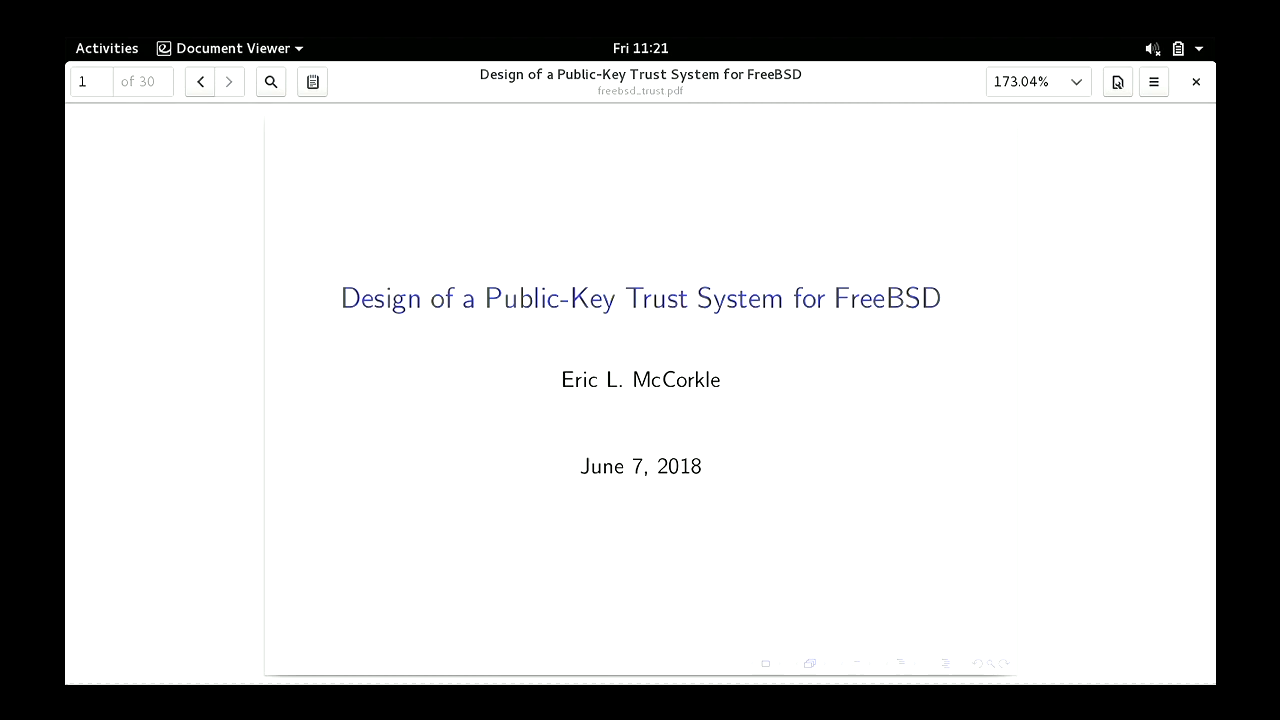 Activities Document Viewer Fri 11:21
1 of 30 Design of a Public-Key Trust System for FreeBSD 173.04%
freebsd_trust.pdf
Design of a Public-Key Trust System for FreeBSD
Eric L. McCorkle
June 7, 2018